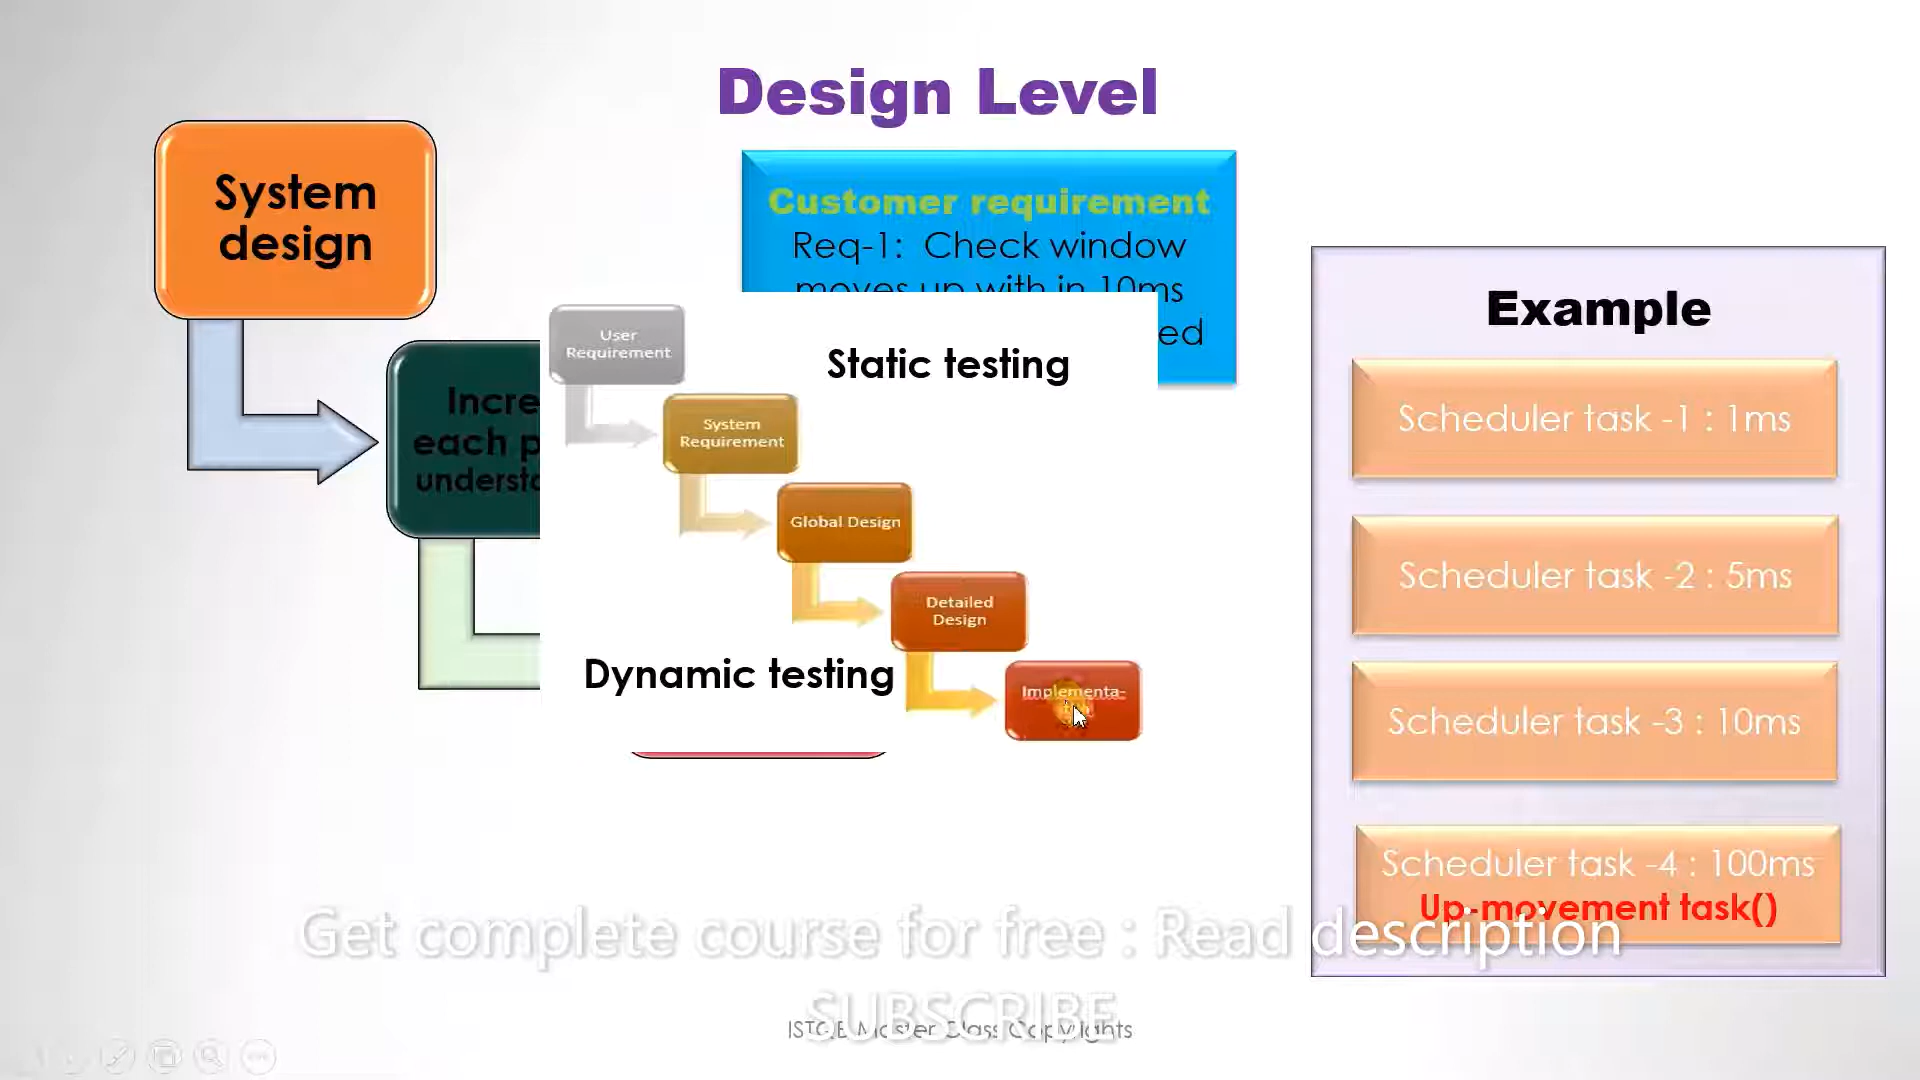 Design Level
System
design
Customer requirement
Req-1: Check window
moves up with in 10ms
ed
Incre
each p
understa
User
Requirement
Static testing
System
Requirement
Global Design
Detailed
Design
Dynamic testing
Implementa-
Example
Scheduler task -1 : 1ms
Scheduler task -2 : 5ms
Scheduler task -3 : 10ms
Scheduler task -4 : 100ms
Up-movement task()
Get complete course for free : Read description
SUBSCRIBE
ISTQB Master Class Copyrights